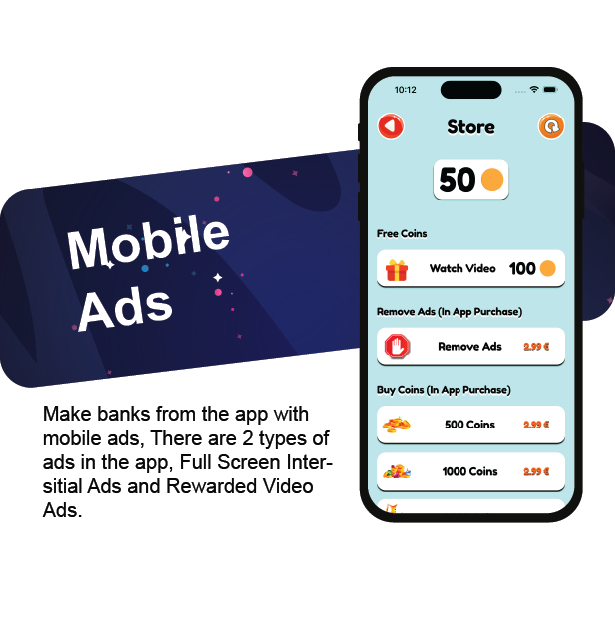 Mobile
Ads
Make banks from the app with
mobile ads, There are 2 types of
ads in the app, Full Screen Inter-
sitial Ads and Rewarded Video
Ads.
10:12
Store
50
Free Coins
Watch Video 100
Remove Ads (In App Purchase)
Remove Ads 2.99 €
Buy Coins (In App Purchase)
500 Coins 2.99 €
1000 Coins 2.99 €